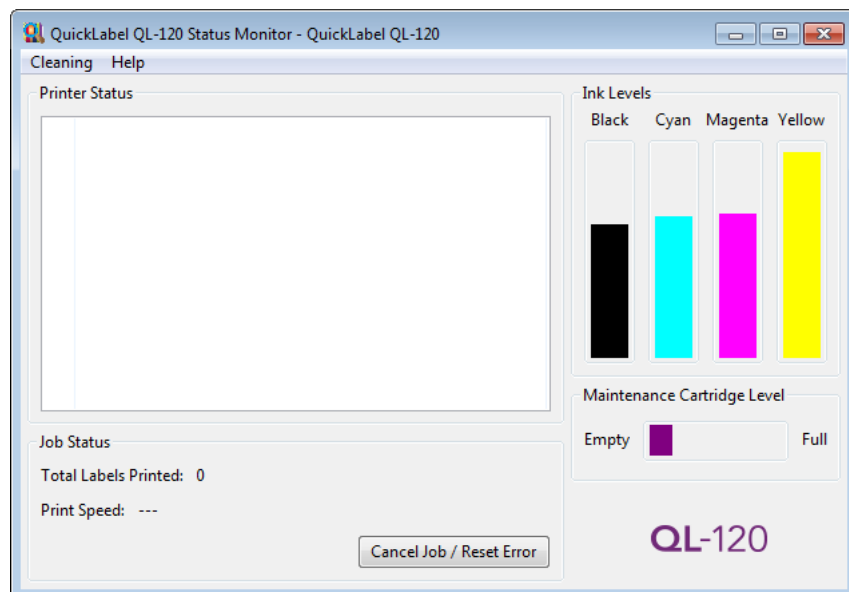 QuickLabel QL-120 Status Monitor - QuickLabel QL-120
Cleaning Help
Printer Status
Ink Levels
Black Cyan Magenta Yellow
Maintenance Cartridge Level
Empty Full
Job Status
Total Labels Printed: 0
Print Speed: ---
Cancel Job / Reset Error
QL-120